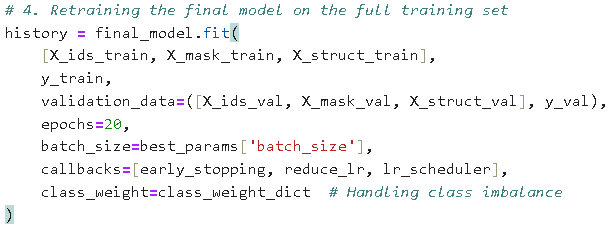 # 4. Retraining the final model on the full training set
history = final_model.fit(
    [X_ids_train, X_mask_train, X_struct_train],
    y_train,
    validation_data=([X_ids_val, X_mask_val, X_struct_val], y_val),
    epochs=20,
    batch_size=best_params['batch_size'],
    callbacks=[early_stopping, reduce_lr, lr_scheduler],
    class_weight=class_weight_dict  # Handling class imbalance
)